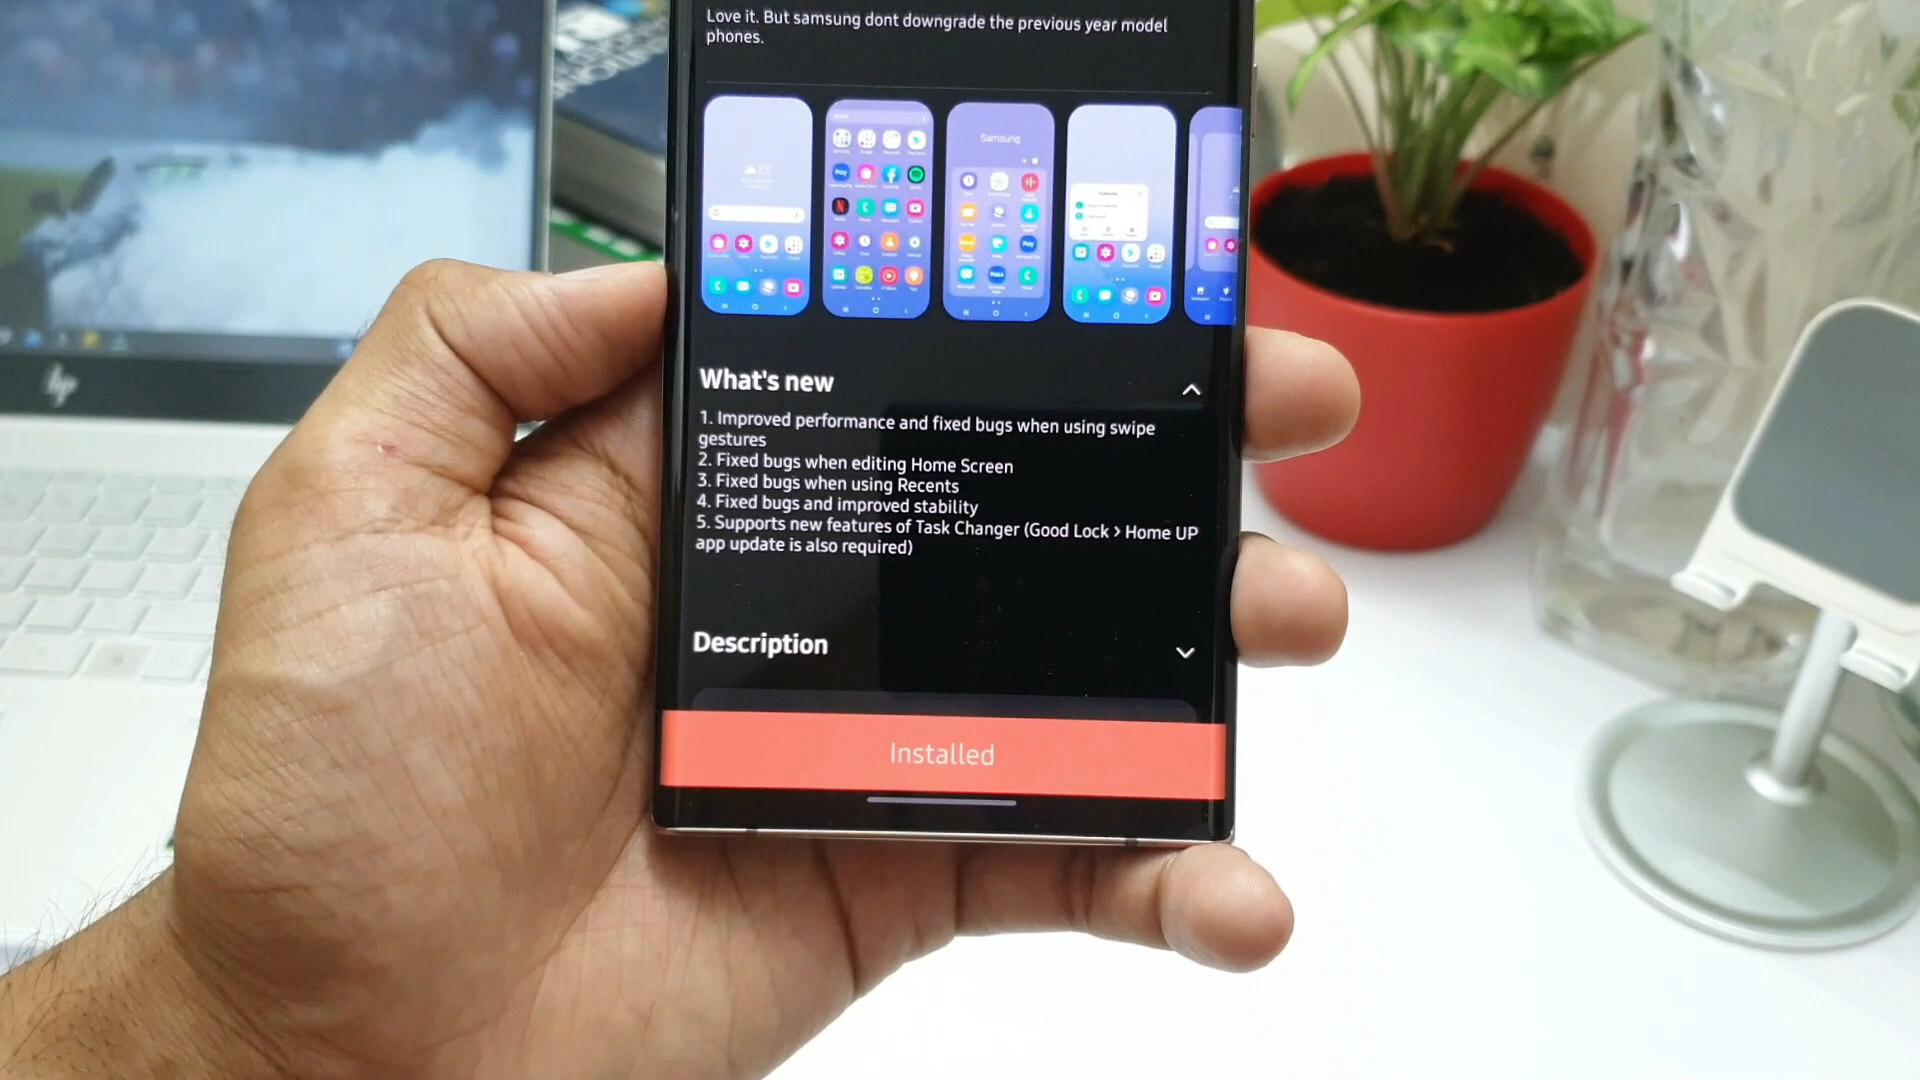 Love it. But samsung dont downgrade the previous year model
phones.
Samsung
What's new
1. Improved performance and fixed bugs when using swipe
gestures
2. Fixed bugs when editing Home Screen
3. Fixed bugs when using Recents
4. Fixed bugs and improved stability
5. Supports new features of Task Changer (Good Lock > Home UP
app update is also required)
Description
Installed
hp